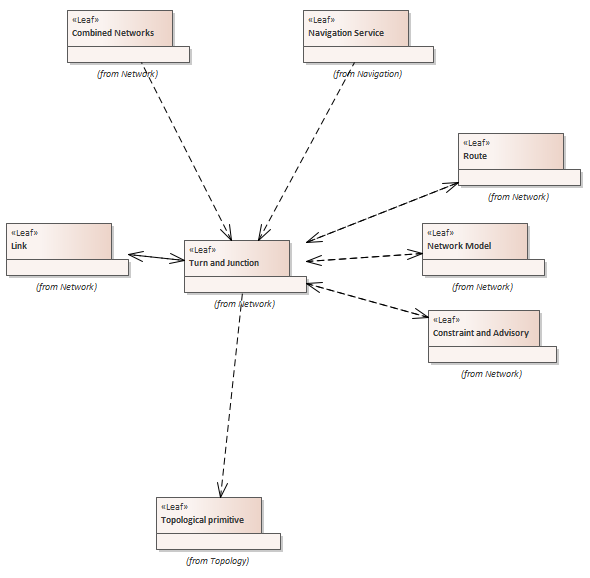 «Leaf»
Combined Networks
(from Network)
«Leaf»
Navigation Service
(from Navigation)
«Leaf»
Route
(from Network)
«Leaf»
Link
(from Network)
«Leaf»
Turn and Junction
(from Network)
«Leaf»
Network Model
(from Network)
«Leaf»
Constraint and Advisory
(from Network)
«Leaf»
Topological primitive
(from Topology)